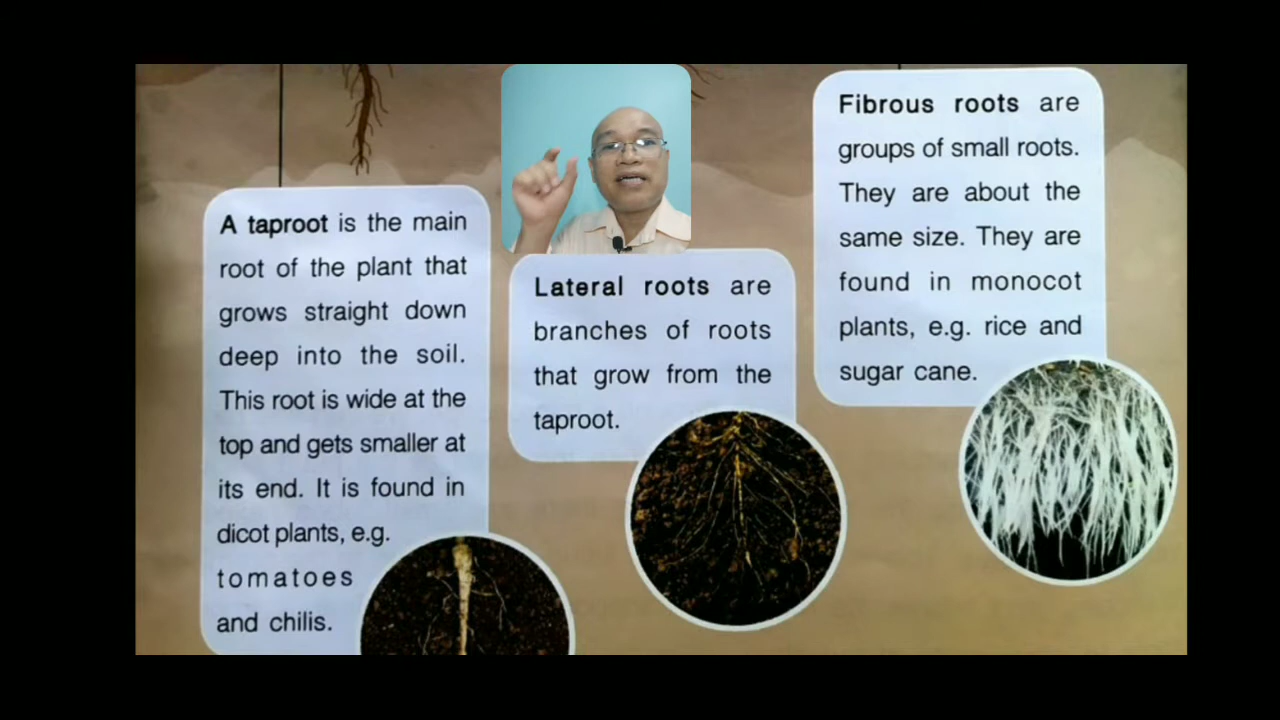 A taproot is the main
root of the plant that
grows straight down
deep into the soil.
This root is wide at the
top and gets smaller at
its end. It is found in
dicot plants, e.g.
tomatoes
and chilis.
Lateral roots are
branches of roots
that grow from the
taproot.
Fibrous roots are
groups of small roots.
They are about the
same size. They are
found in monocot
plants, e.g. rice and
sugar cane.